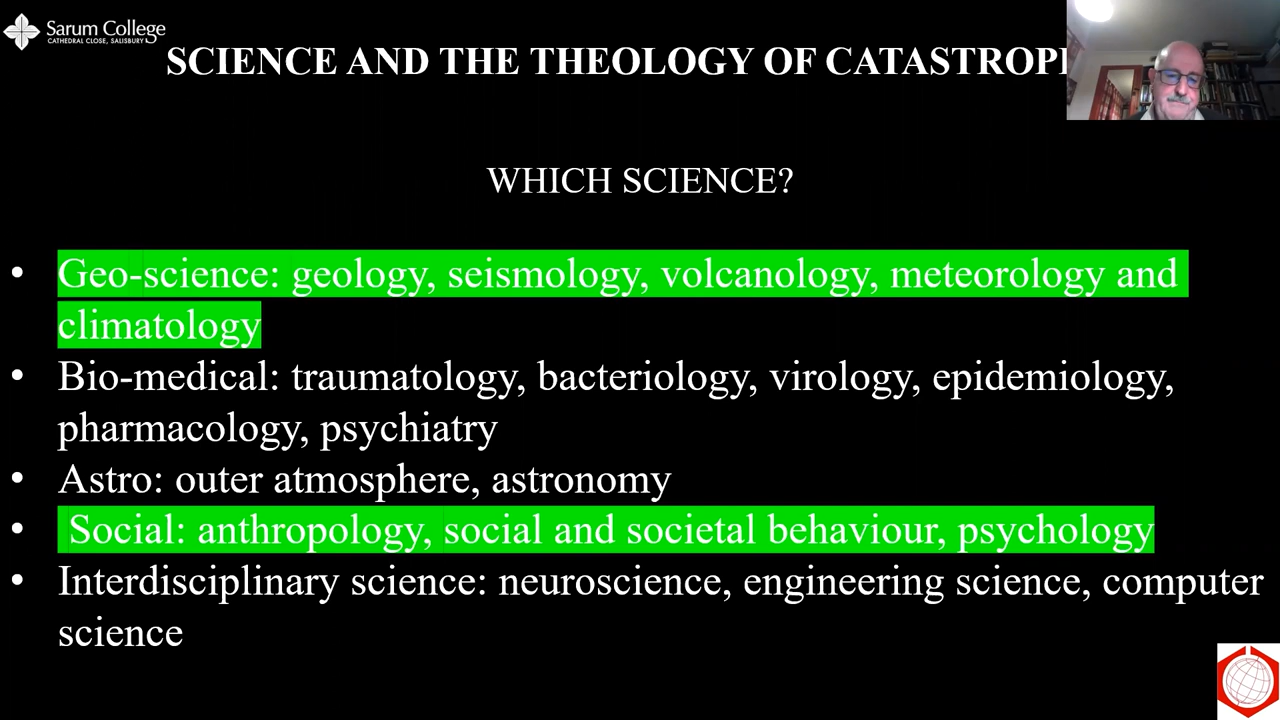 Sarum College
CATHEDRAL CLOSE, SALISBURY
SCIENCE AND THE THEOLOGY OF CATASTROP
WHICH SCIENCE?
• Geo-science: geology, seismology, volcanology, meteorology and
climatology
• Bio-medical: traumatology, bacteriology, virology, epidemiology,
pharmacology, psychiatry
• Astro: outer atmosphere, astronomy
• Social: anthropology, social and societal behaviour, psychology
• Interdisciplinary science: neuroscience, engineering science, computer
science